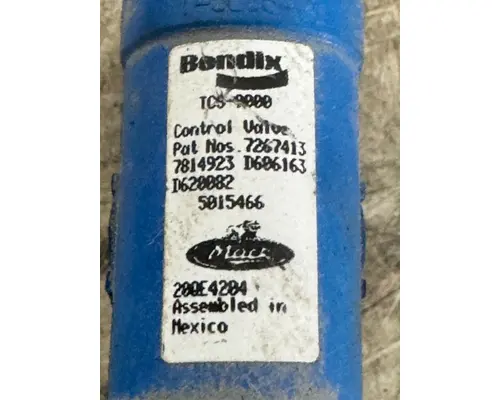 Bendix
TCS-9000
Control Valve
Pat Nos. 7267413
7814923 D606163
D620082
5015466
Mack
20QE4204
Assembled in
Mexico